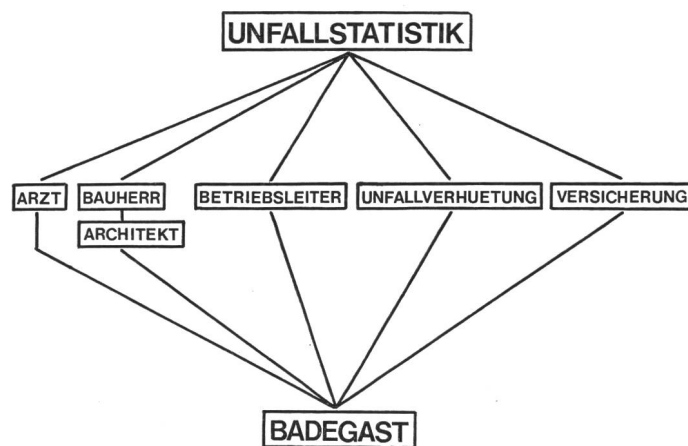 UNFALLSTATISTIK
ARZT BAUHERR BETRIEBSLEITER UNFALLVERHUETUNG VERSICHERUNG
ARCHITEKT
BADEGAST